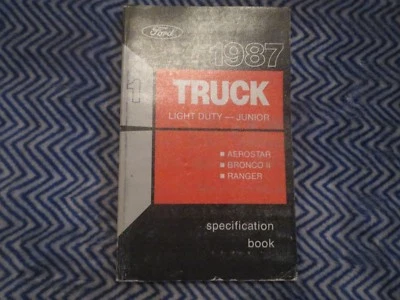 Ford
1987
1
TRUCK
LIGHT DUTY — JUNIOR
■ AEROSTAR
■ BRONCO II
■ RANGER
specification
book